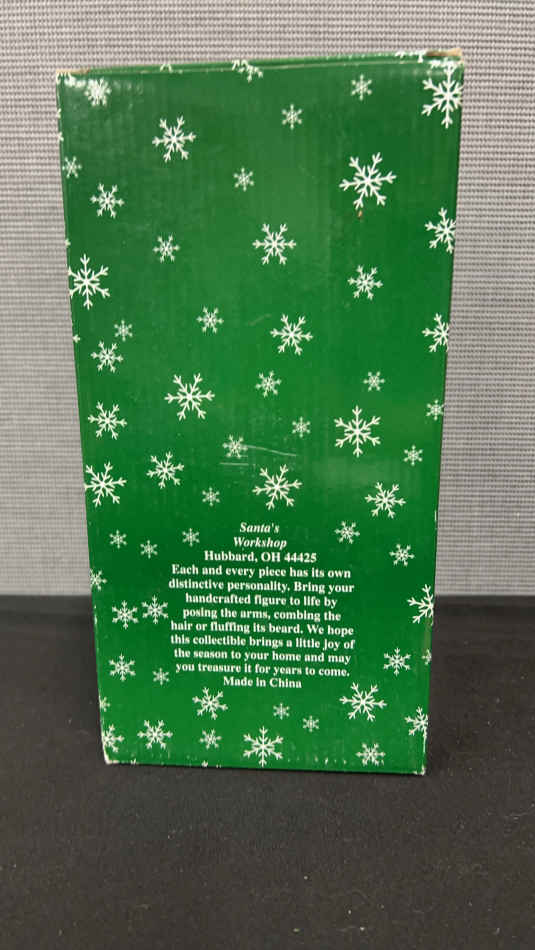 Santa's
Workshop
Hubbard, OH 44425
Each and every piece has its own
distinctive personality. Bring your
handcrafted figure to life by
posing the arms, combing the
hair or fluffing its beard. We hope
this collectible brings a little joy of
the season to your home and may
you treasure it for years to come.
Made in China